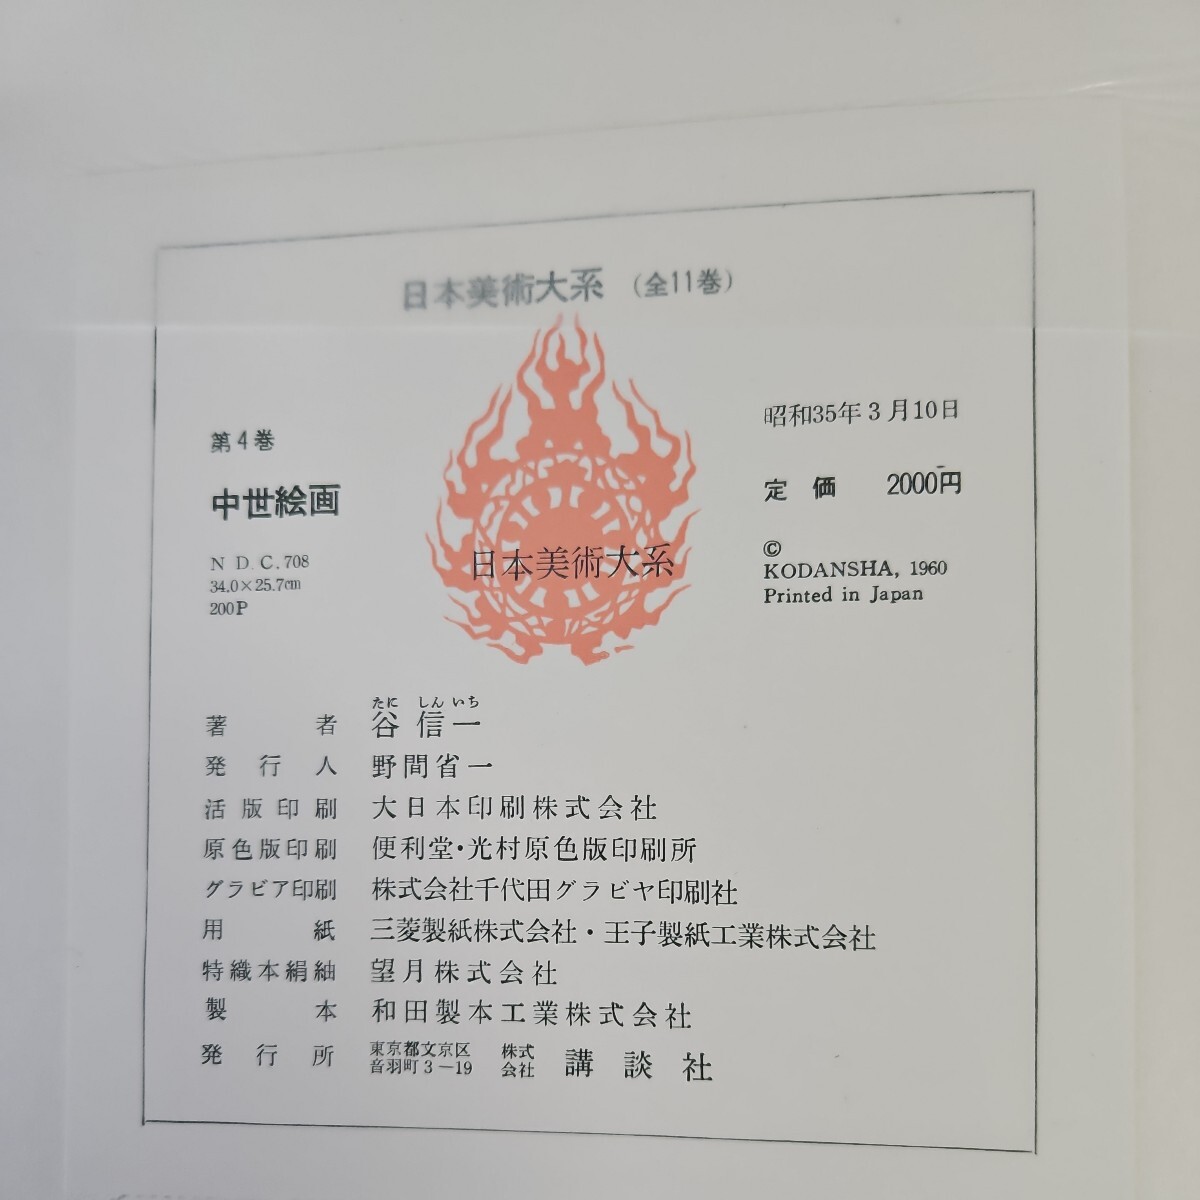 日本美術大系（全11巻）
第4巻
中世絵画
N D. C. 708
34.0×25.7cm
200P
日本美術大系
昭和35年3月10日
定 価 2000円
©
KODANSHA, 1960
Printed in Japan
たに しん いち
著 者 谷 信一
発 行 人 野間省一
活版印刷 大日本印刷株式会社
原色版印刷 便利堂・光村原色版印刷所
グラビア印刷 株式会社千代田グラビヤ印刷社
用 紙 三菱製紙株式会社・王子製紙工業株式会社
特織本絹紬 望月株式会社
製 本 和田製本工業株式会社
発 行 所 東京都文京区音羽町3－19 株式会社 講談社